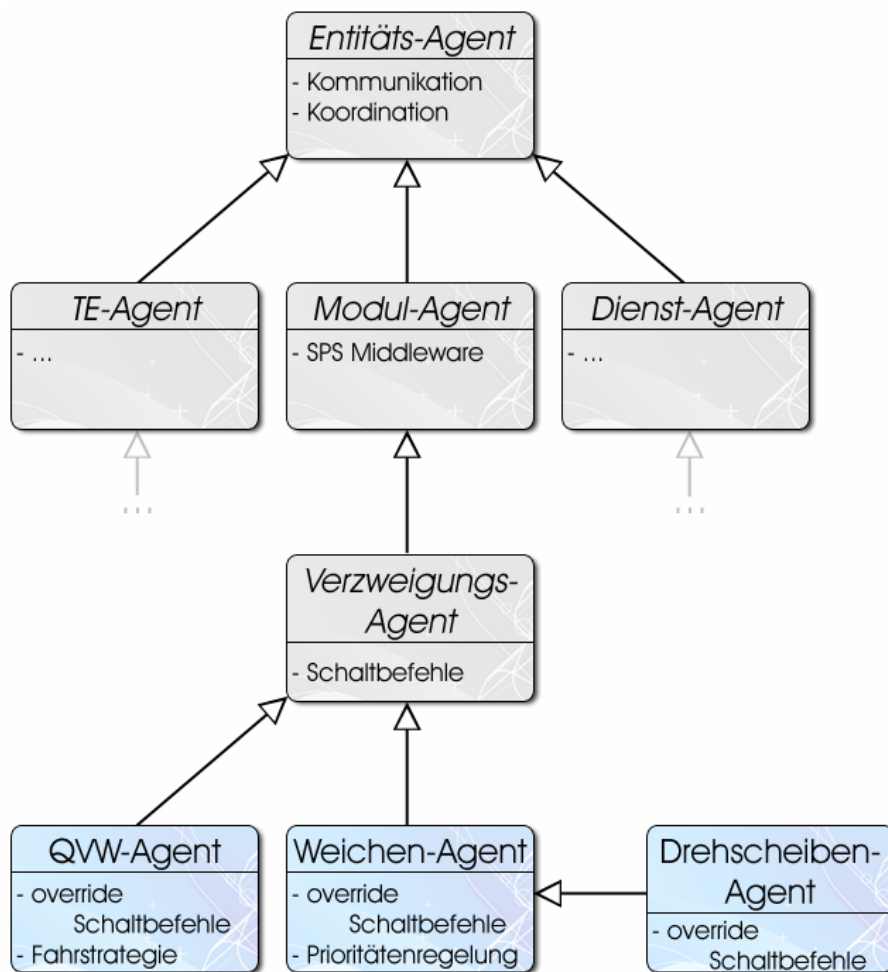 Entitäts-Agent
- Kommunikation
- Koordination
TE-Agent
- ...
Modul-Agent
- SPS Middleware
Dienst-Agent
- ...
...
...
Verzweigungs-
Agent
- Schaltbefehle
QVW-Agent
- override
Schaltbefehle
- Fahrstrategie
Weichen-Agent
- override
Schaltbefehle
- Prioritätenregelung
Drehscheiben-
Agent
- override
Schaltbefehle